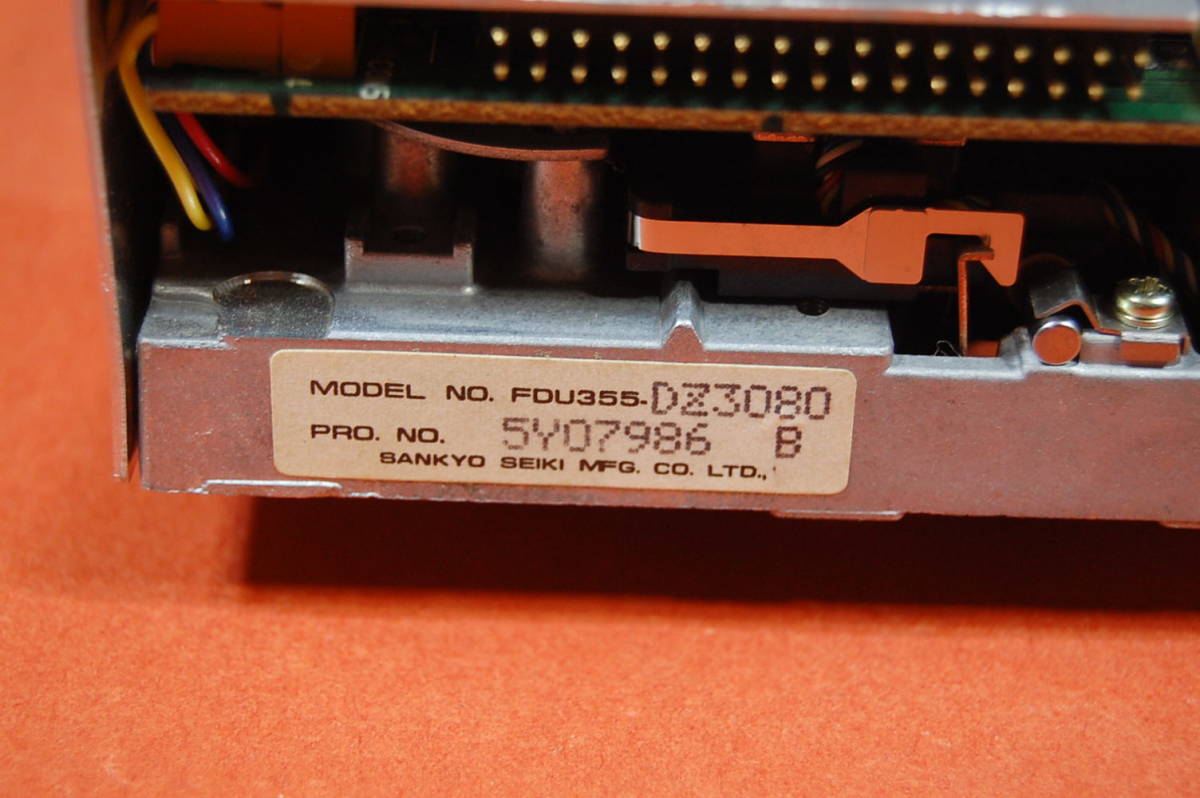 MODEL NO. FDU355-DZ3080
PRO. NO. 5Y07986 B
SANKYO SEIKI MFG. CO. LTD.,